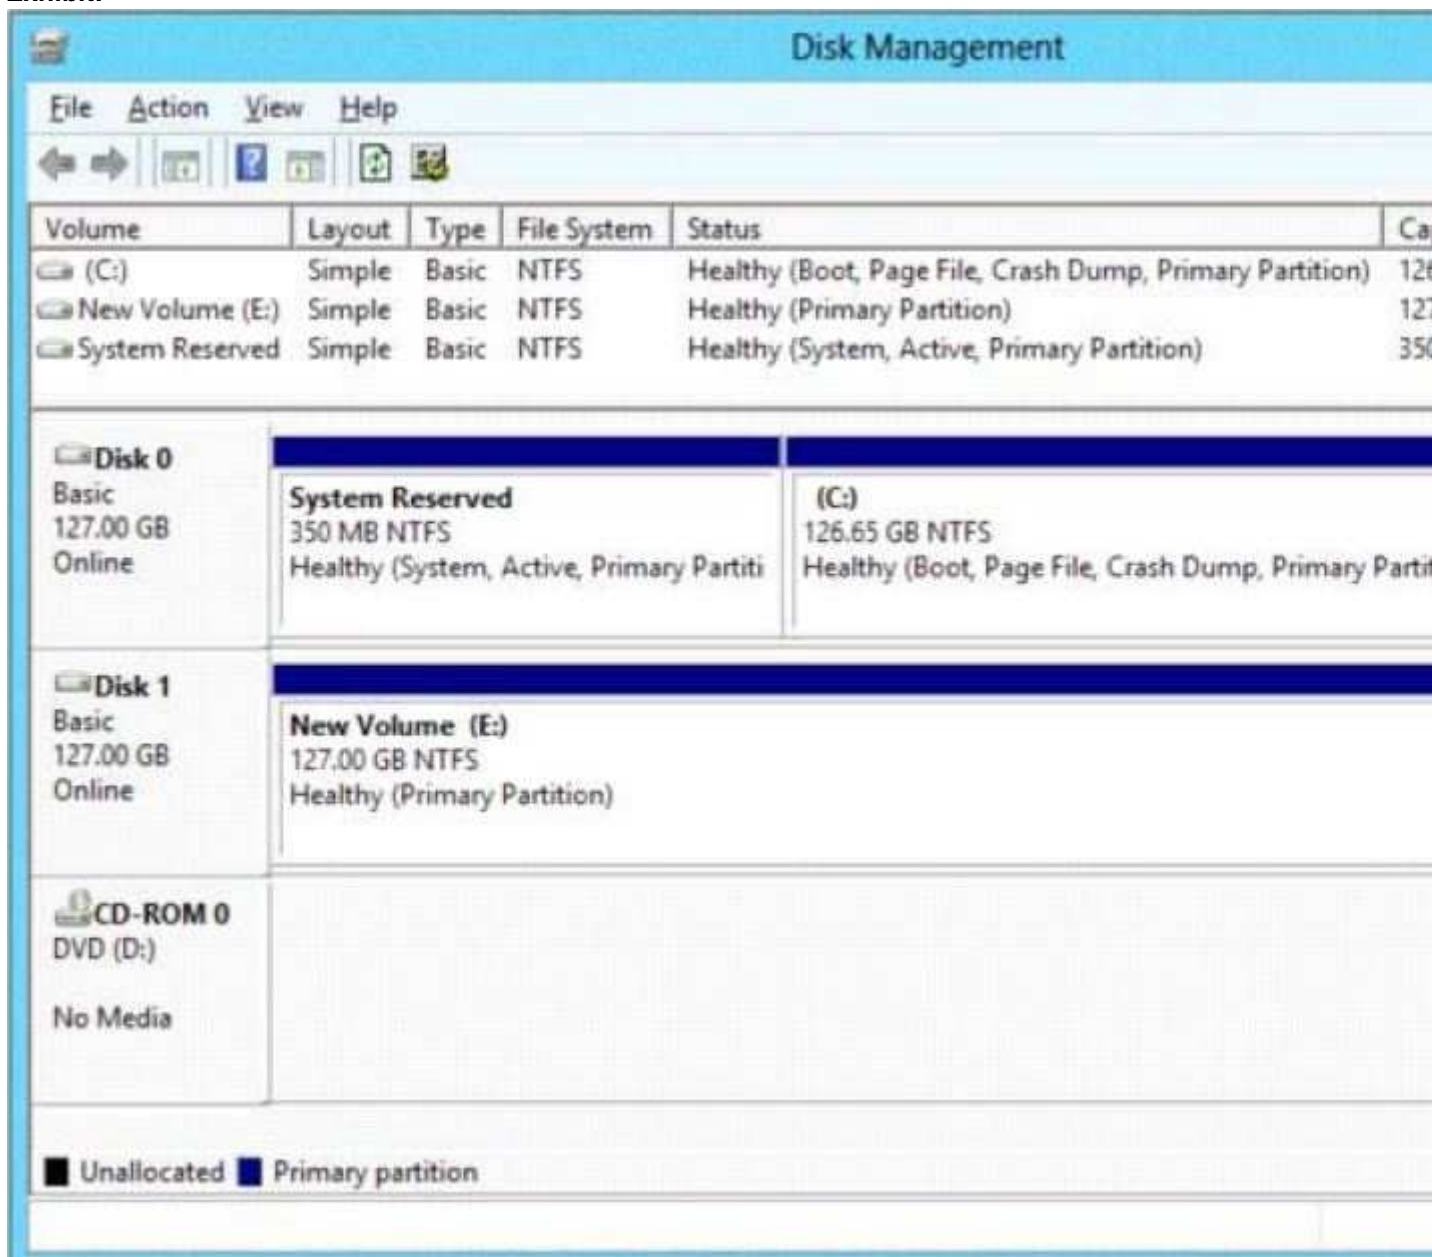 Disk Management
File Action View Help
Volume Layout Type File System Status
(C:) Simple Basic NTFS Healthy (Boot, Page File, Crash Dump, Primary Partition) 126
New Volume (E:) Simple Basic NTFS Healthy (Primary Partition) 127
System Reserved Simple Basic NTFS Healthy (System, Active, Primary Partition) 350
Disk 0
Basic
127.00 GB
Online
System Reserved
350 MB NTFS
Healthy (System, Active, Primary Partiti
(C:)
126.65 GB NTFS
Healthy (Boot, Page File, Crash Dump, Primary Partit
Disk 1
Basic
127.00 GB
Online
New Volume (E:)
127.00 GB NTFS
Healthy (Primary Partition)
CD-ROM 0
DVD (D:)
No Media
Unallocated Primary partition